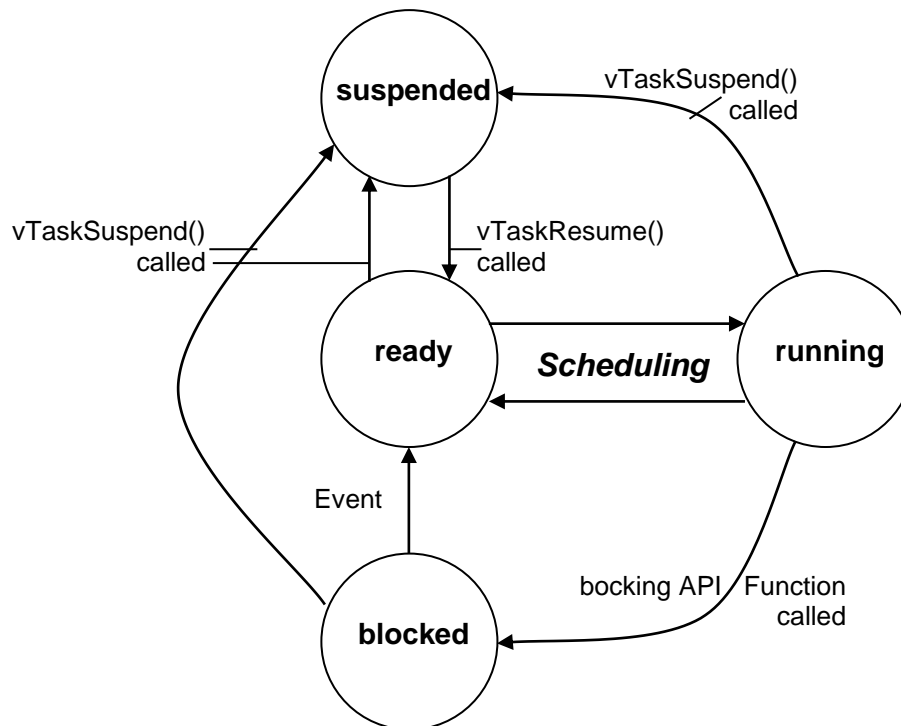 suspended
vTaskSuspend()
called
vTaskSuspend()
called
vTaskResume()
called
ready
Scheduling
running
Event
bocking API Function
called
blocked